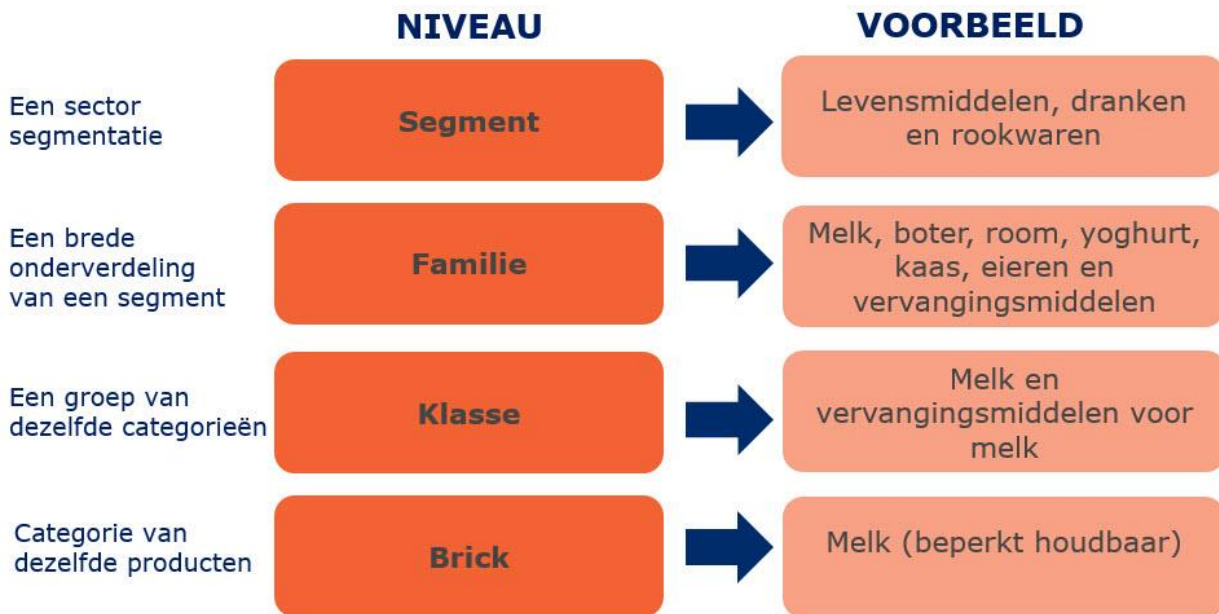 NIVEAU
VOORBEELD
Een sector
segmentatie
Segment
Levensmiddelen, dranken
en rookwaren
Een brede
onderverdeling
van een segment
Familie
Melk, boter, room, yoghurt,
kaas, eieren en
vervangingsmiddelen
Een groep van
dezelfde categorieën
Klasse
Melk en
vervangingsmiddelen voor
melk
Categorie van
dezelfde producten
Brick
Melk (beperkt houdbaar)